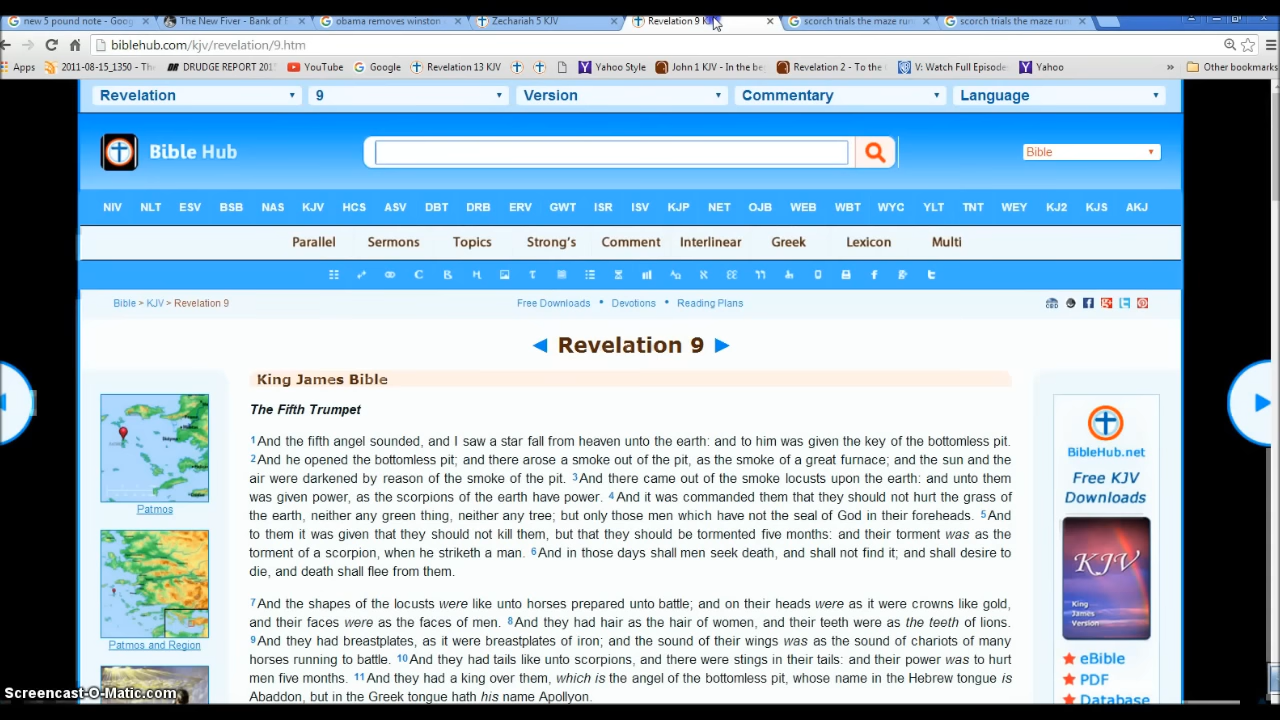 new 5 pound note - Goog
The New Fiver - Bank of E
obama removes winston
Zechariah 5 KJV
Revelation 9 KJV
scorch trials the maze run
scorch trials the maze run
biblehub.com/kjv/revelation/9.htm
Apps
2011-08-15_1350 - Th
DRUDGE REPORT 201
YouTube
Google
Revelation 13 KJV
Yahoo Style
John 1 KJV - In the be
Revelation 2 - To the
V: Watch Full Episode
Yahoo
»
Other bookmarks
Revelation
9
Version
Commentary
Language
Bible Hub
Bible
NIV NLT ESV BSB NAS KJV HCS ASV DBT DRB ERV GWT ISR ISV KJP NET OJB WEB WBT WYC YLT TNT WEY KJ2 KJS AKJ
Parallel Sermons Topics Strong's Comment Interlinear Greek Lexicon Multi
Bible > KJV > Revelation 9
Free Downloads • Devotions • Reading Plans
◄ Revelation 9 ►
King James Bible
The Fifth Trumpet
1And the fifth angel sounded, and I saw a star fall from heaven unto the earth: and to him was given the key of the bottomless pit.
2And he opened the bottomless pit; and there arose a smoke out of the pit, as the smoke of a great furnace; and the sun and the
air were darkened by reason of the smoke of the pit. 3And there came out of the smoke locusts upon the earth: and unto them
was given power, as the scorpions of the earth have power. 4And it was commanded them that they should not hurt the grass of
the earth, neither any green thing, neither any tree; but only those men which have not the seal of God in their foreheads. 5And
to them it was given that they should not kill them, but that they should be tormented five months: and their torment was as the
torment of a scorpion, when he striketh a man. 6And in those days shall men seek death, and shall not find it; and shall desire to
die, and death shall flee from them.
7And the shapes of the locusts were like unto horses prepared unto battle; and on their heads were as it were crowns like gold,
and their faces were as the faces of men. 8And they had hair as the hair of women, and their teeth were as the teeth of lions.
9And they had breastplates, as it were breastplates of iron; and the sound of their wings was as the sound of chariots of many
horses running to battle. 10And they had tails like unto scorpions, and there were stings in their tails: and their power was to hurt
men five months. 11And they had a king over them, which is the angel of the bottomless pit, whose name in the Hebrew tongue is
Abaddon, but in the Greek tongue hath his name Apollyon.
Patmos
Patmos and Region
BibleHub.net
Free KJV
Downloads
KJV
King
James
Version
eBible
PDF
Database
Screencast-O-Matic.com